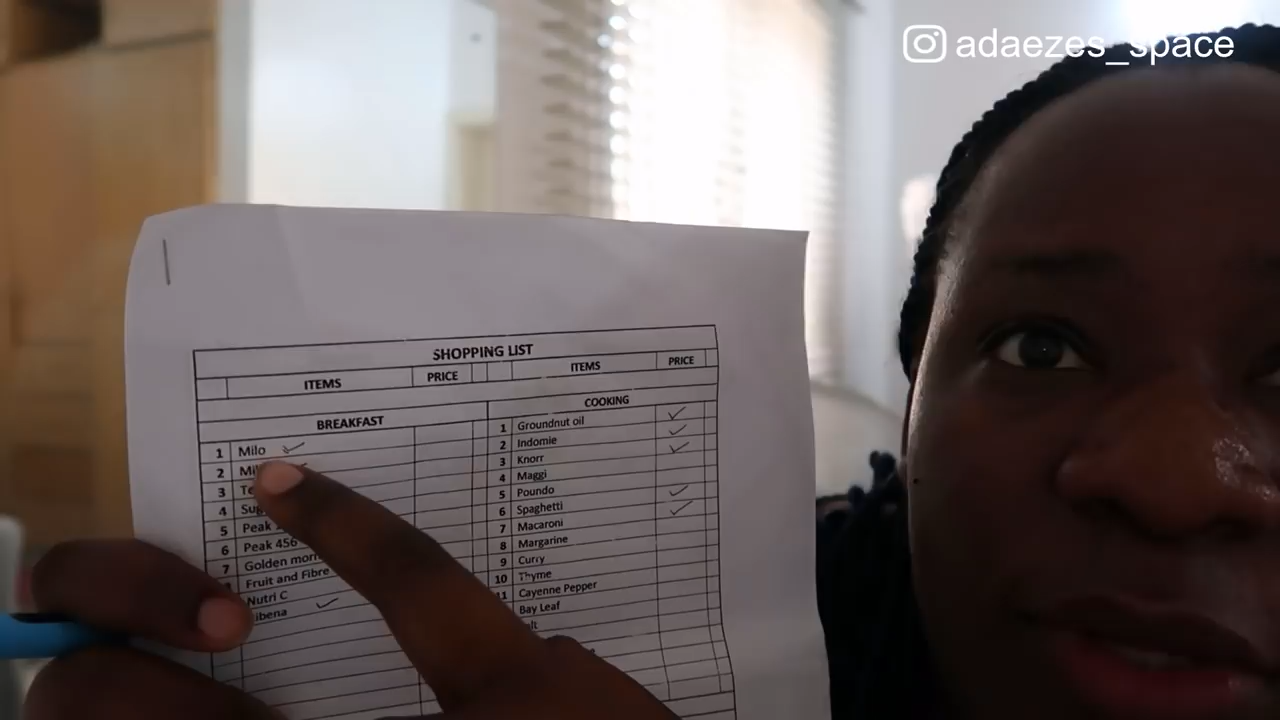 adaezes_space
SHOPPING LIST
ITEMS PRICE ITEMS PRICE
BREAKFAST
1 Milo
2
3
4
5 Peak
6 Peak 456
7 Golden
Fruit and Fibre
Nutri C
COOKING
1 Groundnut oil
2 Indomie
3 Knorr
4 Maggi
5 Poundo
6 Spaghetti
7 Macaroni
8 Margarine
9 Curry
10 Thyme
11 Cayenne Pepper
Bay Leaf